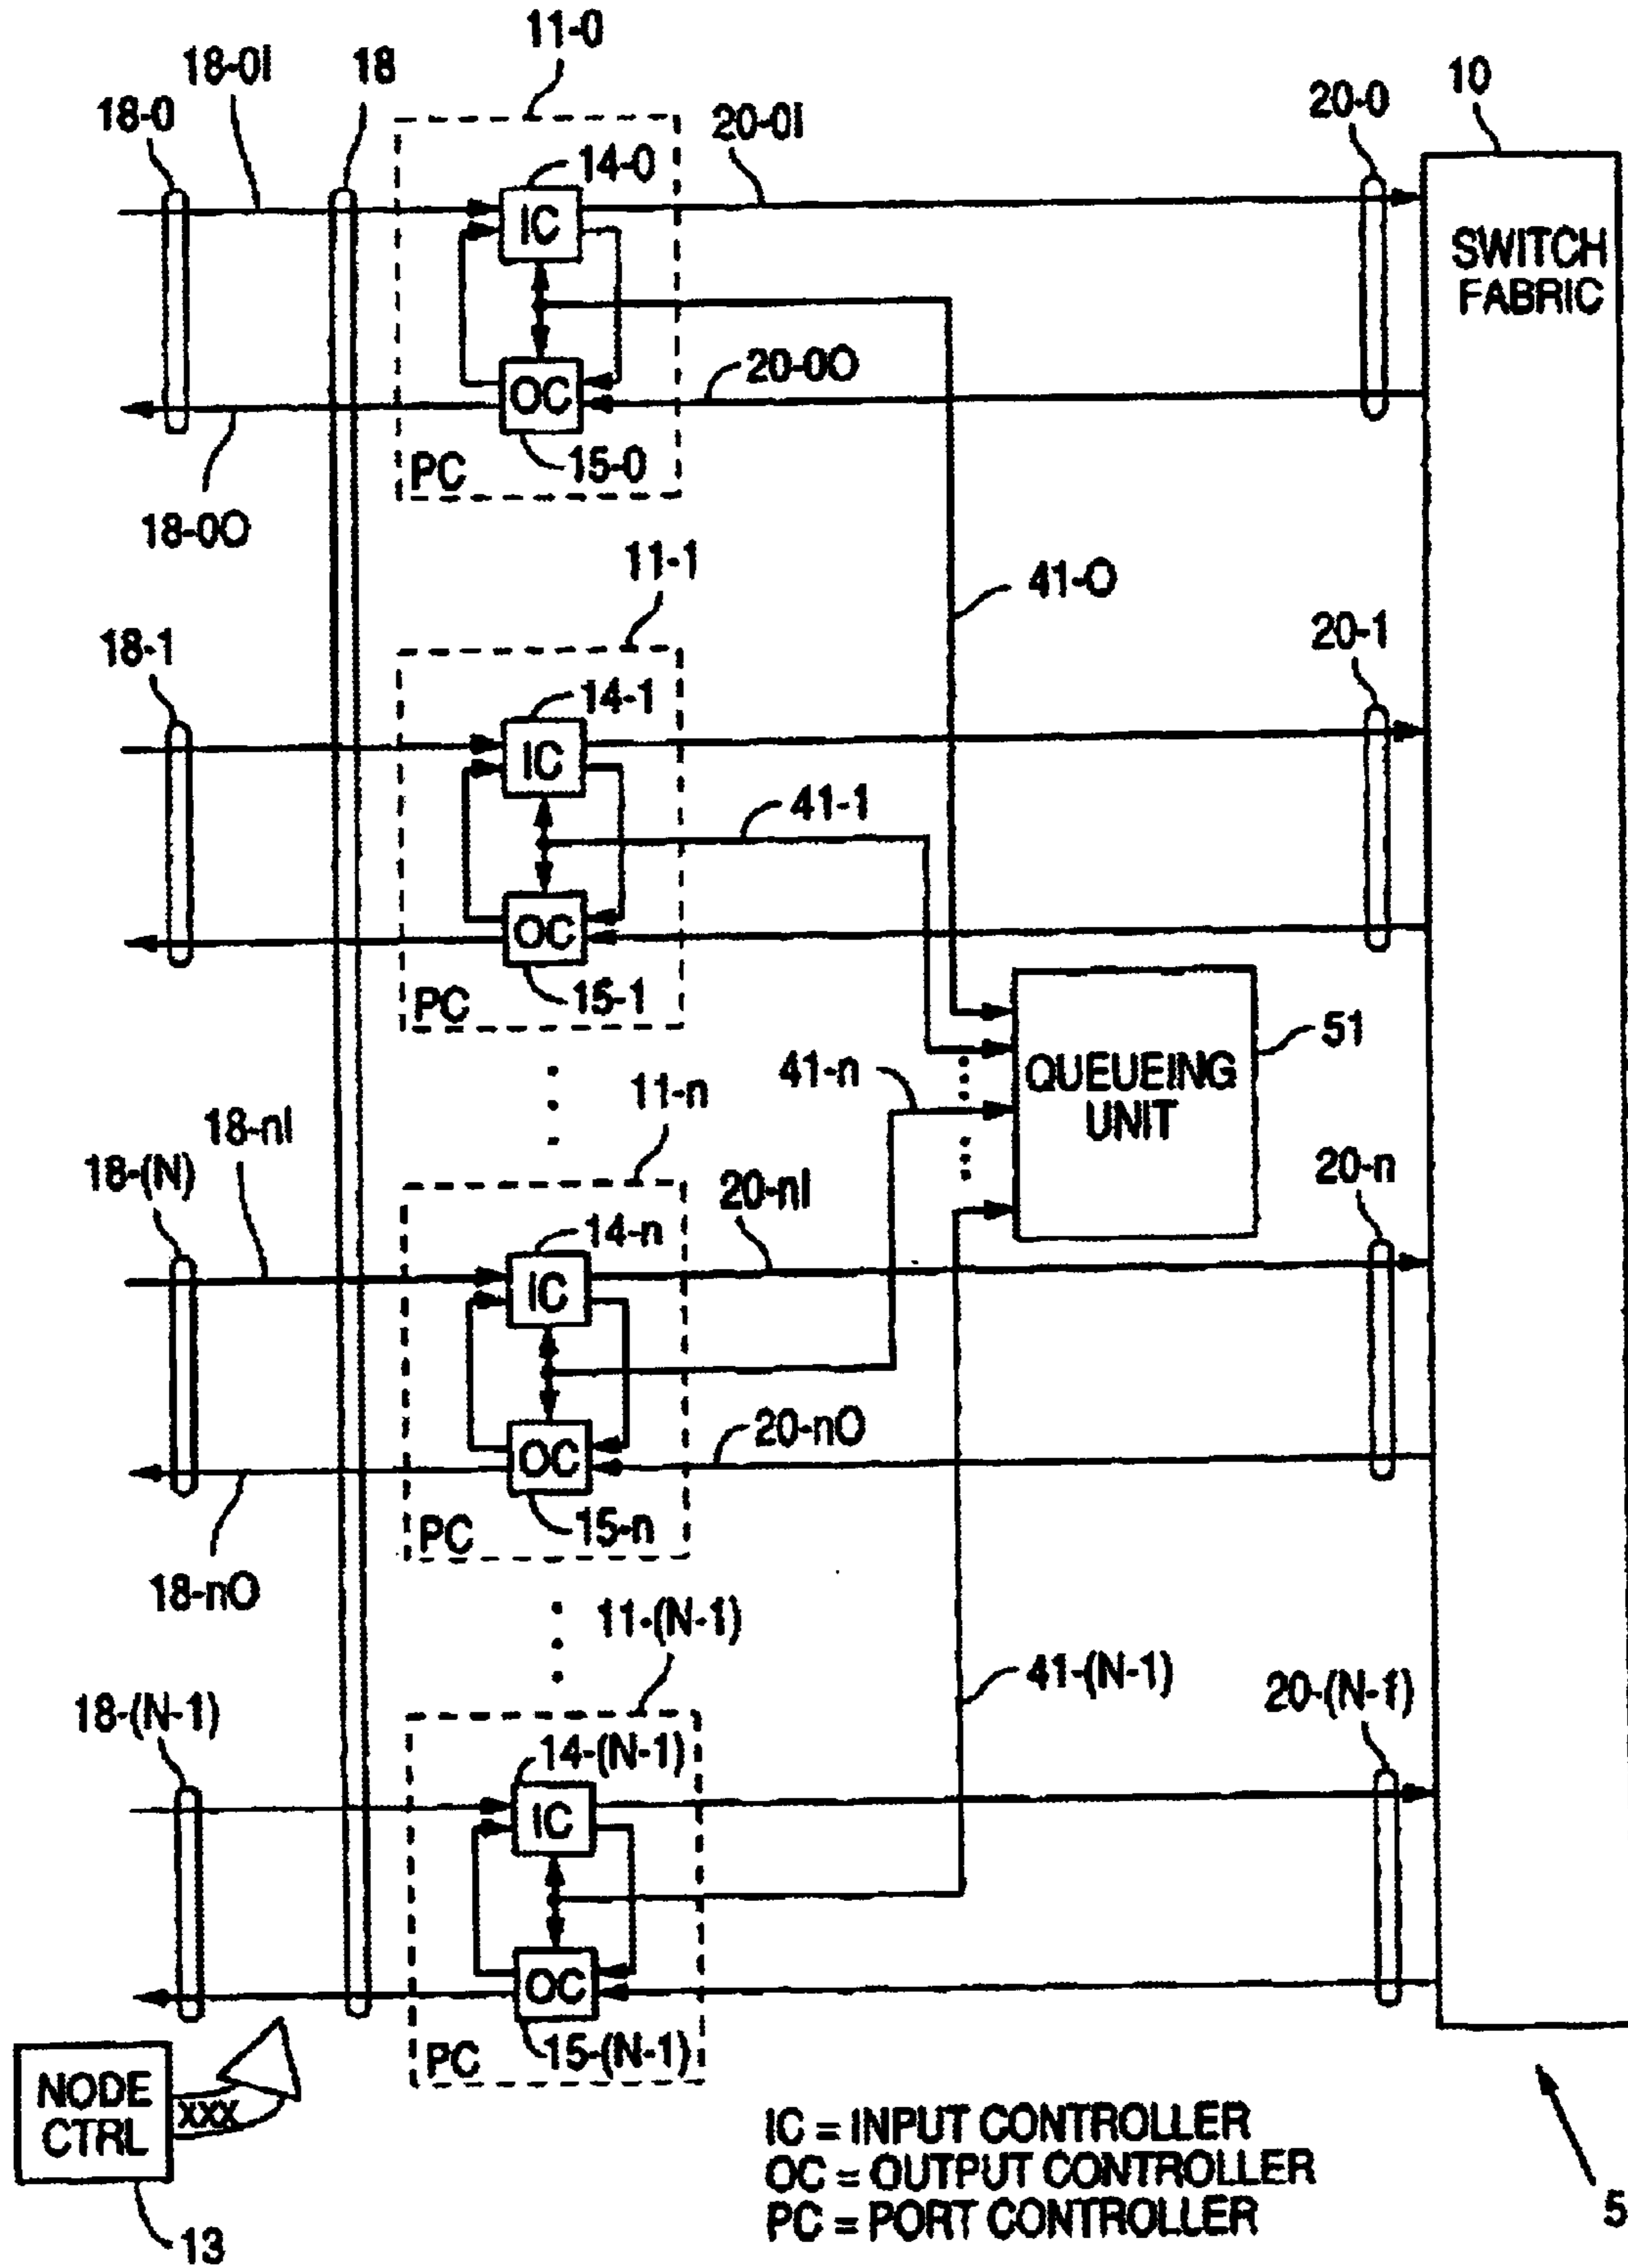 11-0
18-0I
18
10
20-0
18-0
20-0I
14-0
IC
SWITCH
FABRIC
20-0O
OC
15-0
PC
18-0O
11-1
41-O
20-1
18-1
14-1
IC
41-1
OC
15-1
PC
51
QUEUEING
UNIT
41-n
11-n
18-nI
18-(N)
20-nI
20-n
14-n
IC
20-nO
OC
15-n
PC
18-nO
11-(N-1)
41-(N-1)
20-(N-1)
18-(N-1)
14-(N-1)
IC
OC
15-(N-1)
PC
NODE
CTRL
XXX
13
IC = INPUT CONTROLLER
OC = OUTPUT CONTROLLER
PC = PORT CONTROLLER
5